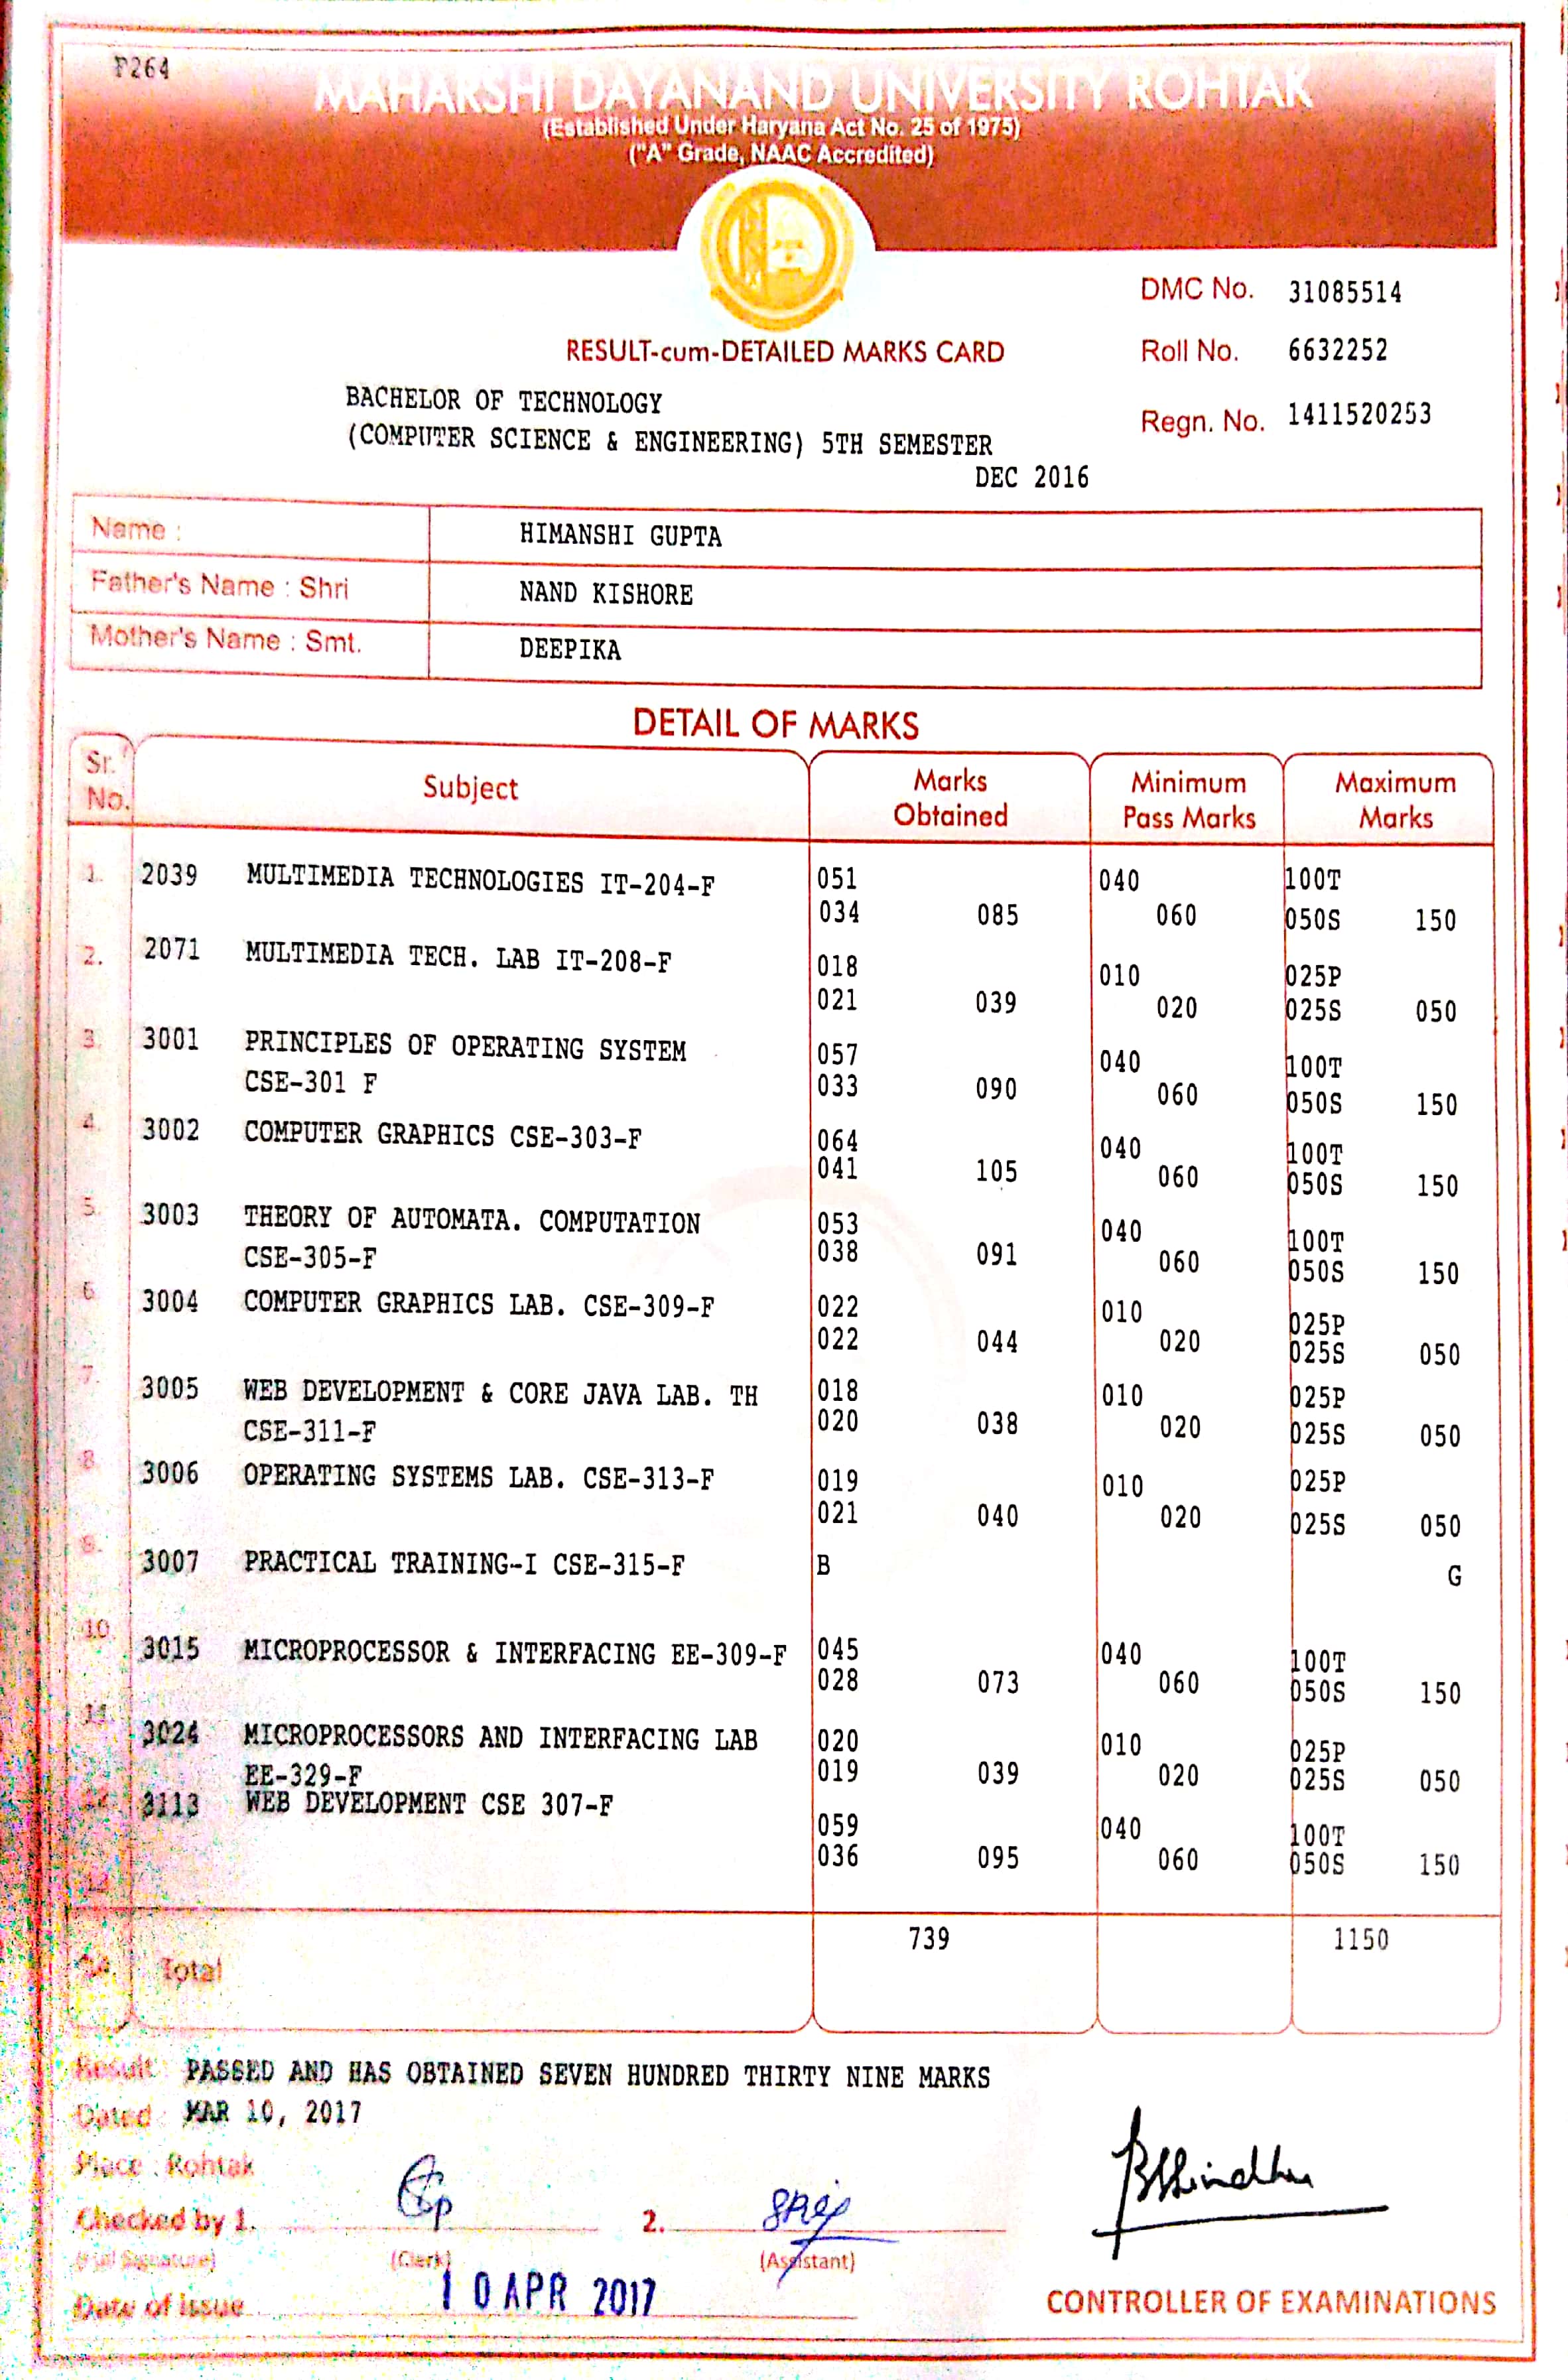 P264
MAHARSHI DAYANAND UNIVERSITY ROHTAK
(Established Under Haryana Act No. 25 of 1975)
("A" Grade, NAAC Accredited)
DMC No. 31085514
RESULT-cum-DETAILED MARKS CARD
Roll No. 6632252
BACHELOR OF TECHNOLOGY
Regn. No. 1411520253
(COMPUTER SCIENCE & ENGINEERING) 5TH SEMESTER
DEC 2016
Name : HIMANSHI GUPTA
Father's Name : Shri NAND KISHORE
Mother's Name : Smt. DEEPIKA
DETAIL OF MARKS
Sr. No. Subject Marks Obtained Minimum Pass Marks Maximum Marks
1. 2039 MULTIMEDIA TECHNOLOGIES IT-204-F 051 040 100T
034 085 060 050S 150
2. 2071 MULTIMEDIA TECH. LAB IT-208-F 018 010 025P
021 039 020 025S 050
3. 3001 PRINCIPLES OF OPERATING SYSTEM 057 040 100T
CSE-301 F 033 090 060 050S 150
4. 3002 COMPUTER GRAPHICS CSE-303-F 064 040 100T
041 105 060 050S 150
5. 3003 THEORY OF AUTOMATA. COMPUTATION 053 040 100T
CSE-305-F 038 091 060 050S 150
6 3004 COMPUTER GRAPHICS LAB. CSE-309-F 022 010 025P
022 044 020 025S 050
7. 3005 WEB DEVELOPMENT & CORE JAVA LAB. TH 018 010 025P
CSE-311-F 020 038 020 025S 050
8 3006 OPERATING SYSTEMS LAB. CSE-313-F 019 010 025P
021 040 020 025S 050
9. 3007 PRACTICAL TRAINING-I CSE-315-F B G
10 3015 MICROPROCESSOR & INTERFACING EE-309-F 045 040 100T
028 073 060 050S 150
11 3024 MICROPROCESSORS AND INTERFACING LAB 020 010 025P
EE-329-F 019 039 020 025S 050
12 3113 WEB DEVELOPMENT CSE 307-F 059 040 100T
036 095 060 050S 150
Total 739 1150
Result PASSED AND HAS OBTAINED SEVEN HUNDRED THIRTY NINE MARKS
Dated : MAR 10, 2017
Place : Rohtak
Checked by 1. 2.
(Full Signature) (Clerk) (Assistant)
Date of issue 10 APR 2017
CONTROLLER OF EXAMINATIONS